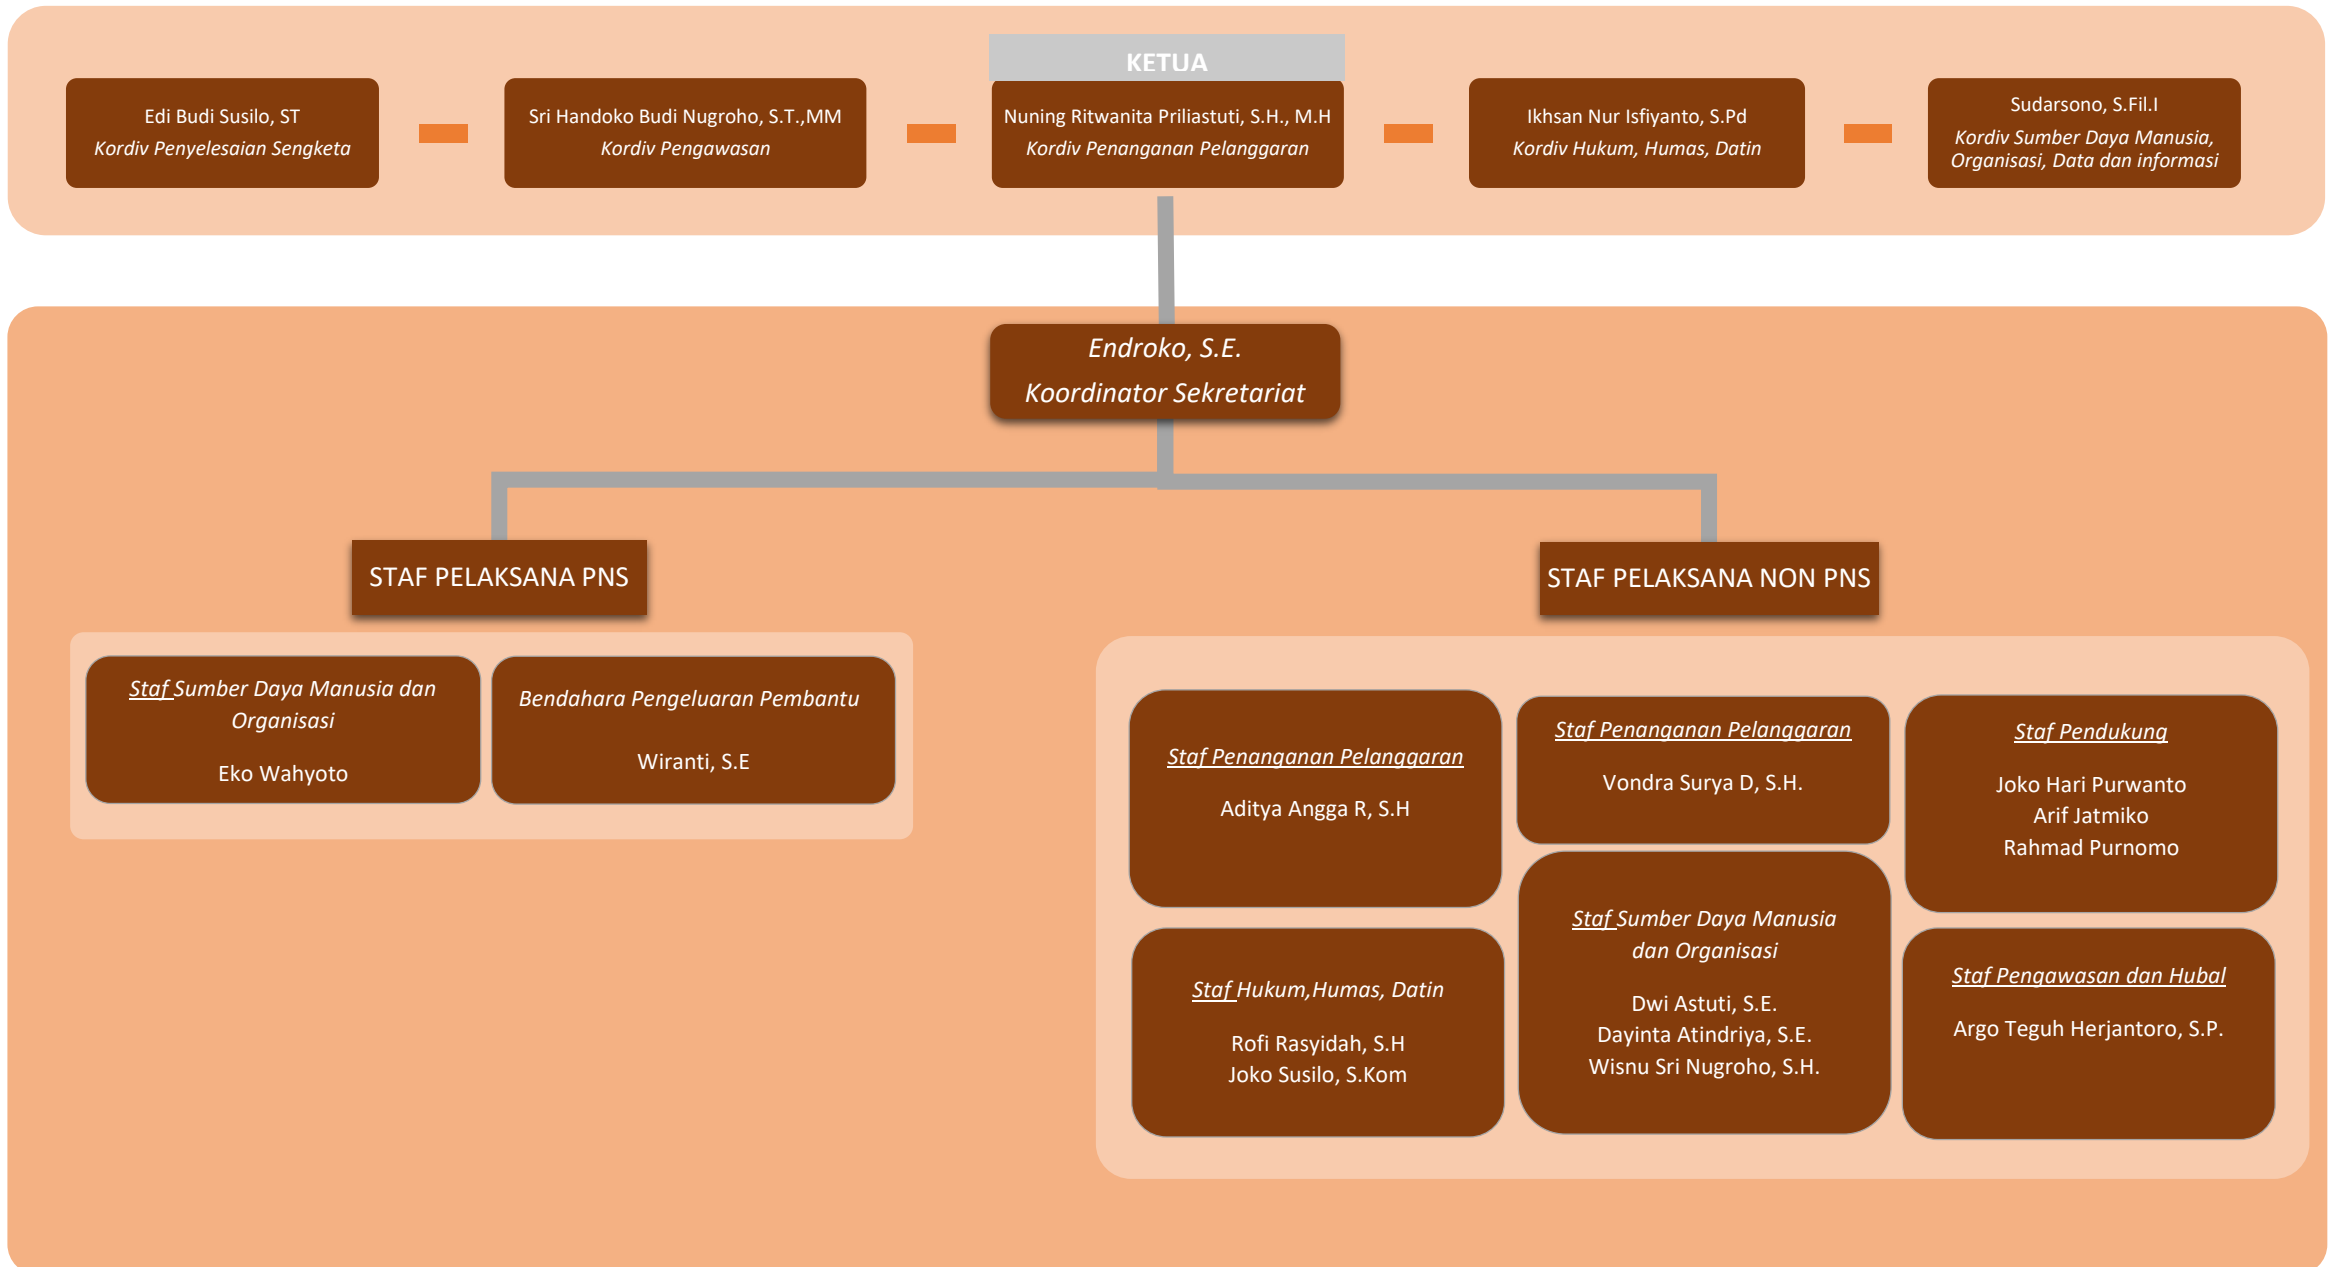 KETUA
Edi Budi Susilo, ST
Kordiv Penyelesaian Sengketa
Sri Handoko Budi Nugroho, S.T.,MM
Kordiv Pengawasan
Nuning Ritwanita Priliastuti, S.H., M.H
Kordiv Penanganan Pelanggaran
Ikhsan Nur Isfiyanto, S.Pd
Kordiv Hukum, Humas, Datin
Sudarsono, S.Fil.I
Kordiv Sumber Daya Manusia,
Organisasi, Data dan informasi
Endroko, S.E.
Koordinator Sekretariat
STAF PELAKSANA PNS
STAF PELAKSANA NON PNS
Staf Sumber Daya Manusia dan
Organisasi
Eko Wahyoto
Bendahara Pengeluaran Pembantu
Wiranti, S.E
Staf Penanganan Pelanggaran
Aditya Angga R, S.H
Staf Penanganan Pelanggaran
Vondra Surya D, S.H.
Staf Pendukung
Joko Hari Purwanto
Arif Jatmiko
Rahmad Purnomo
Staf Hukum,Humas, Datin
Rofi Rasyidah, S.H
Joko Susilo, S.Kom
Staf Sumber Daya Manusia
dan Organisasi
Dwi Astuti, S.E.
Dayinta Atindriya, S.E.
Wisnu Sri Nugroho, S.H.
Staf Pengawasan dan Hubal
Argo Teguh Herjantoro, S.P.